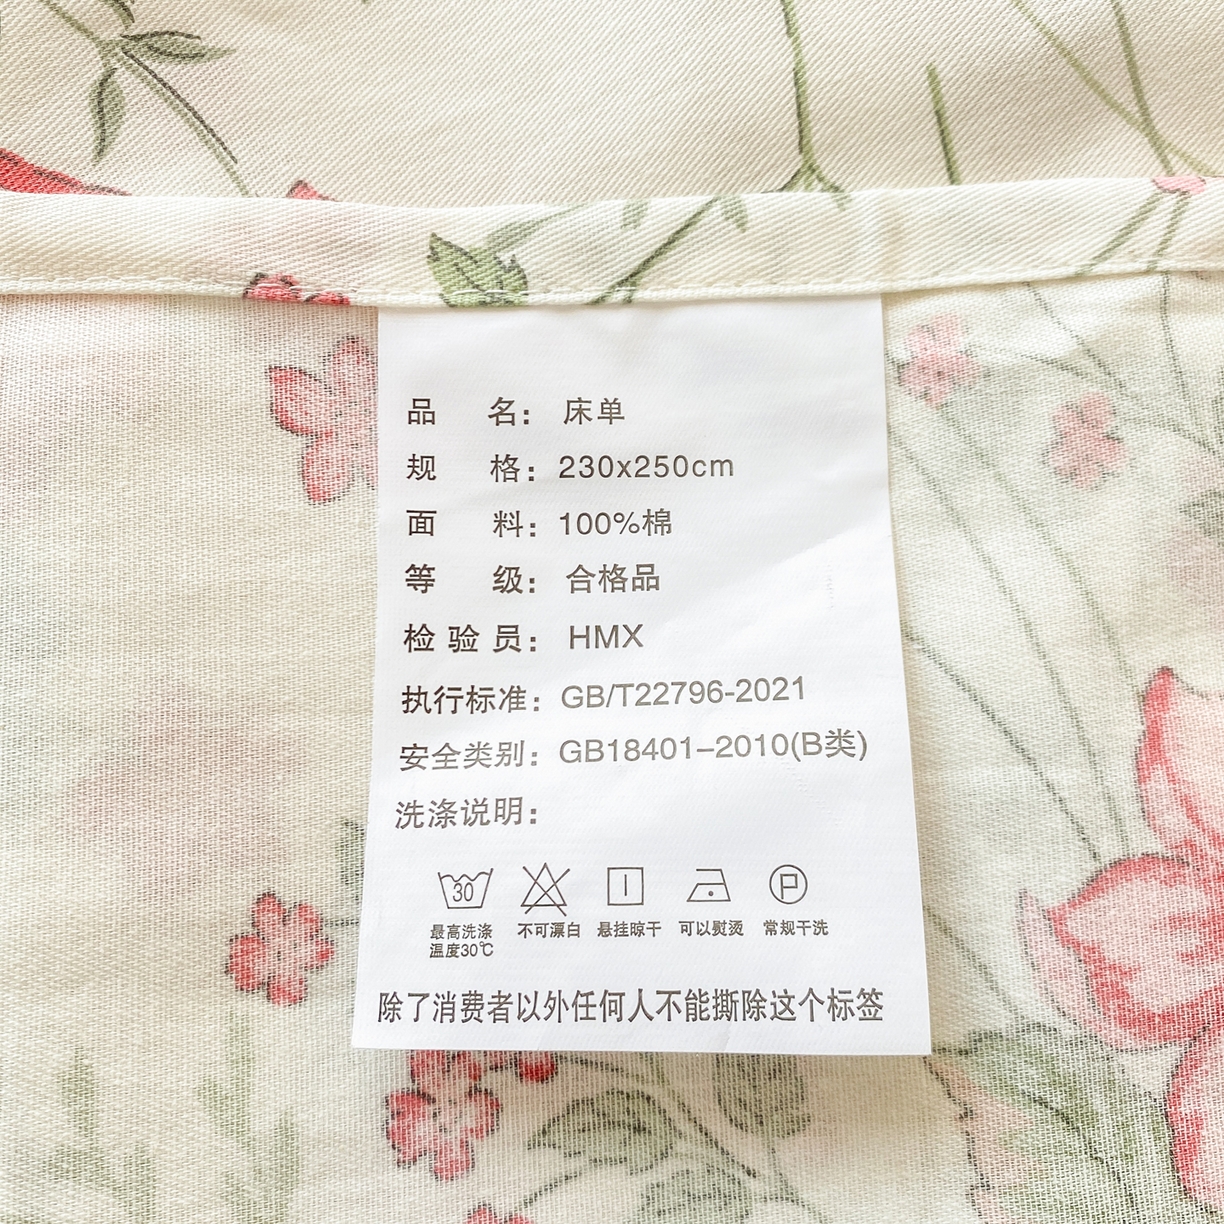 品 名：床单
规 格：230x250cm
面 料：100%棉
等 级：合格品
检 验 员：HMX
执行标准：GB/T22796-2021
安全类别：GB18401-2010(B类)
洗涤说明：
30 P
最高洗涤温度30℃ 不可漂白 悬挂晾干 可以熨烫 常规干洗
除了消费者以外任何人不能撕除这个标签